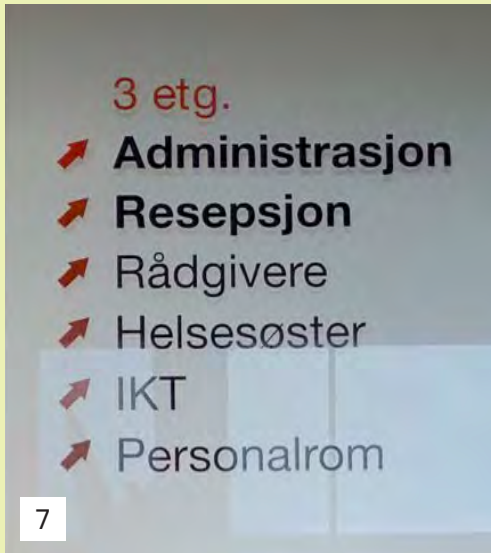 3 etg.
Administrasjon
Resepsjon
Rådgivere
Helsesøster
IKT
Personalrom
7